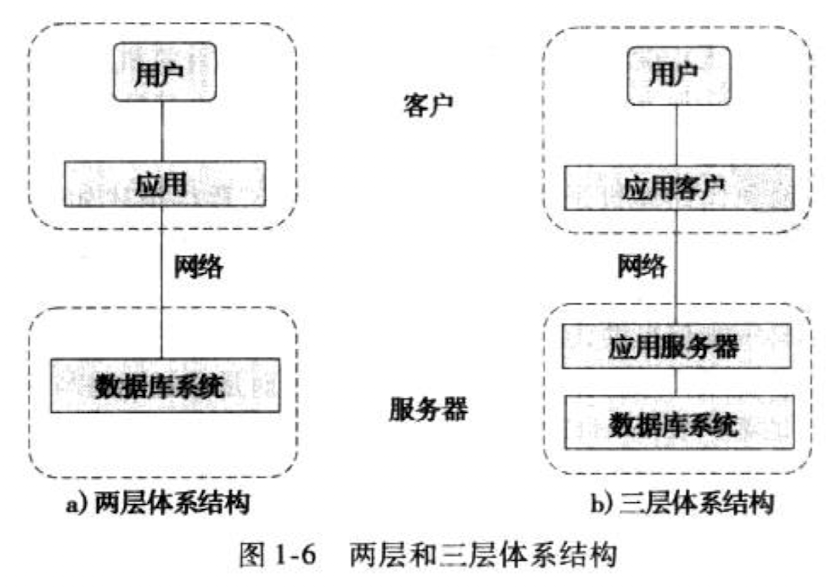 用户
应用
网络
数据库系统
a) 两层体系结构
客户
服务器
用户
应用客户
网络
应用服务器
数据库系统
b) 三层体系结构
图 1-6 两层和三层体系结构